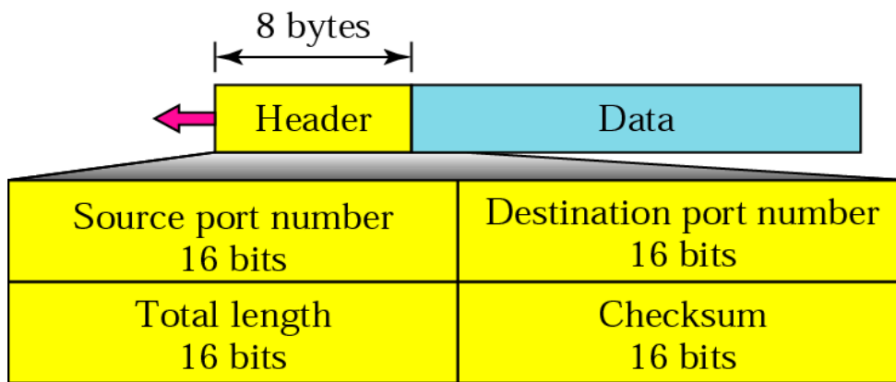 8 bytes
Header
Data
Source port number
16 bits
Destination port number
16 bits
Total length
16 bits
Checksum
16 bits